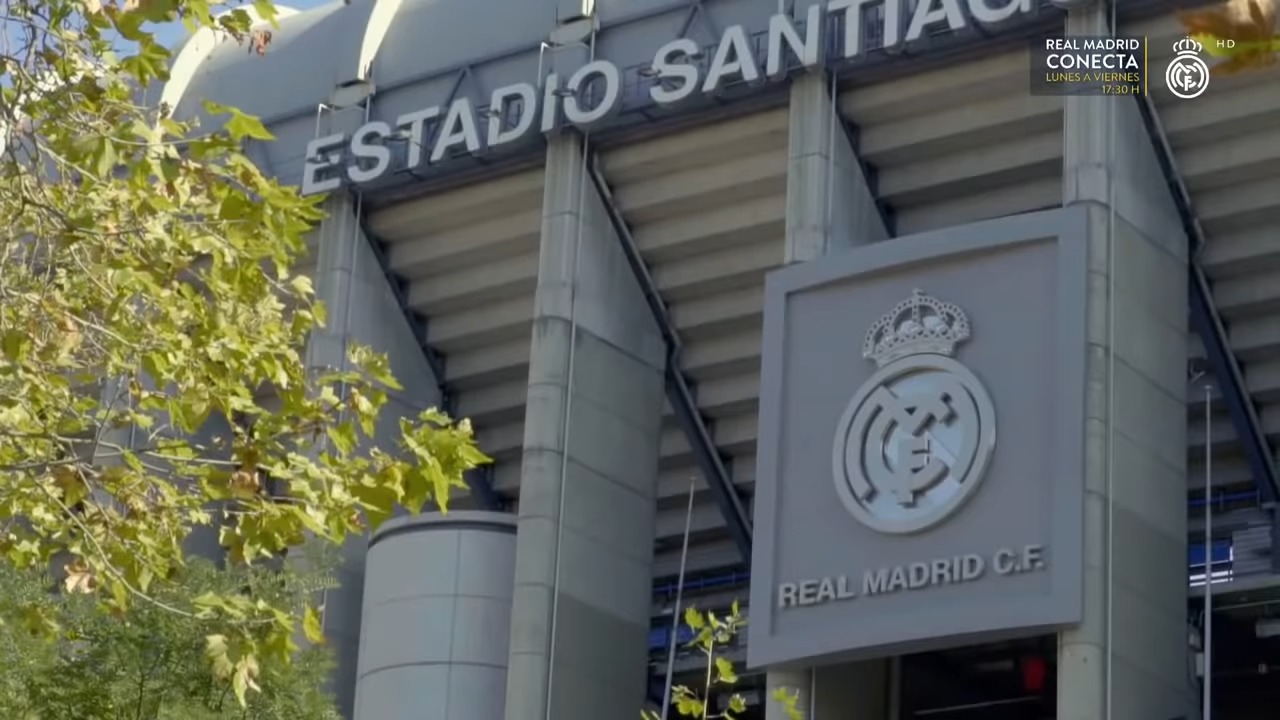 ESTADIO SANTIAG
REAL MADRID
CONECTA
LUNES A VIERNES
17:30 H
HD
REAL MADRID C.F.